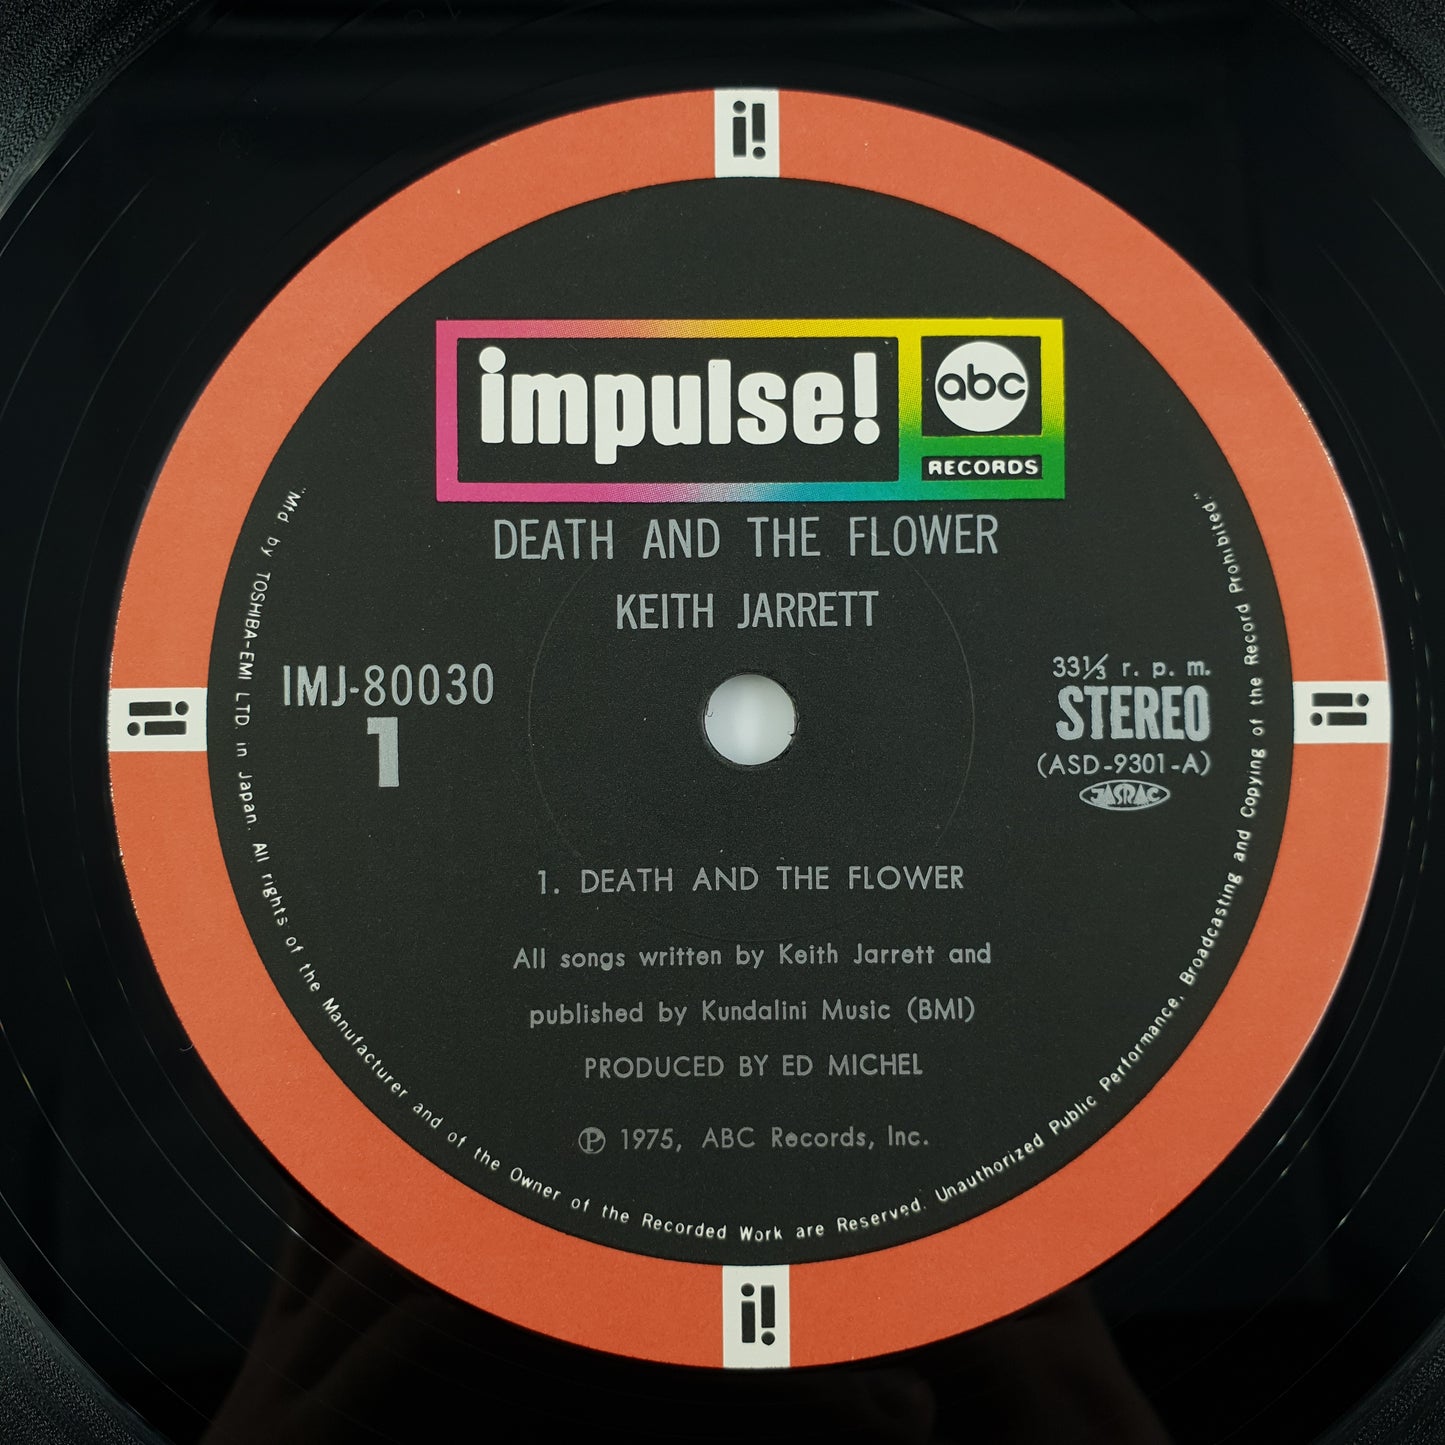 i!
impulse!
abc
RECORDS
DEATH AND THE FLOWER
KEITH JARRETT
IMJ-80030
1
33⅓ r. p. m.
STEREO
(ASD-9301-A)
JASRAC
i!
i!
1. DEATH AND THE FLOWER
All songs written by Keith Jarrett and
published by Kundalini Music (BMI)
PRODUCED BY ED MICHEL
℗ 1975, ABC Records, Inc.
"Mfd by TOSHIBA-EMI LTD. in Japan. All rights of the Manufacturer and of the Owner of the Recorded Work are Reserved. Unauthorized Public Performance, Broadcasting and Copying of the Record Prohibited."
i!